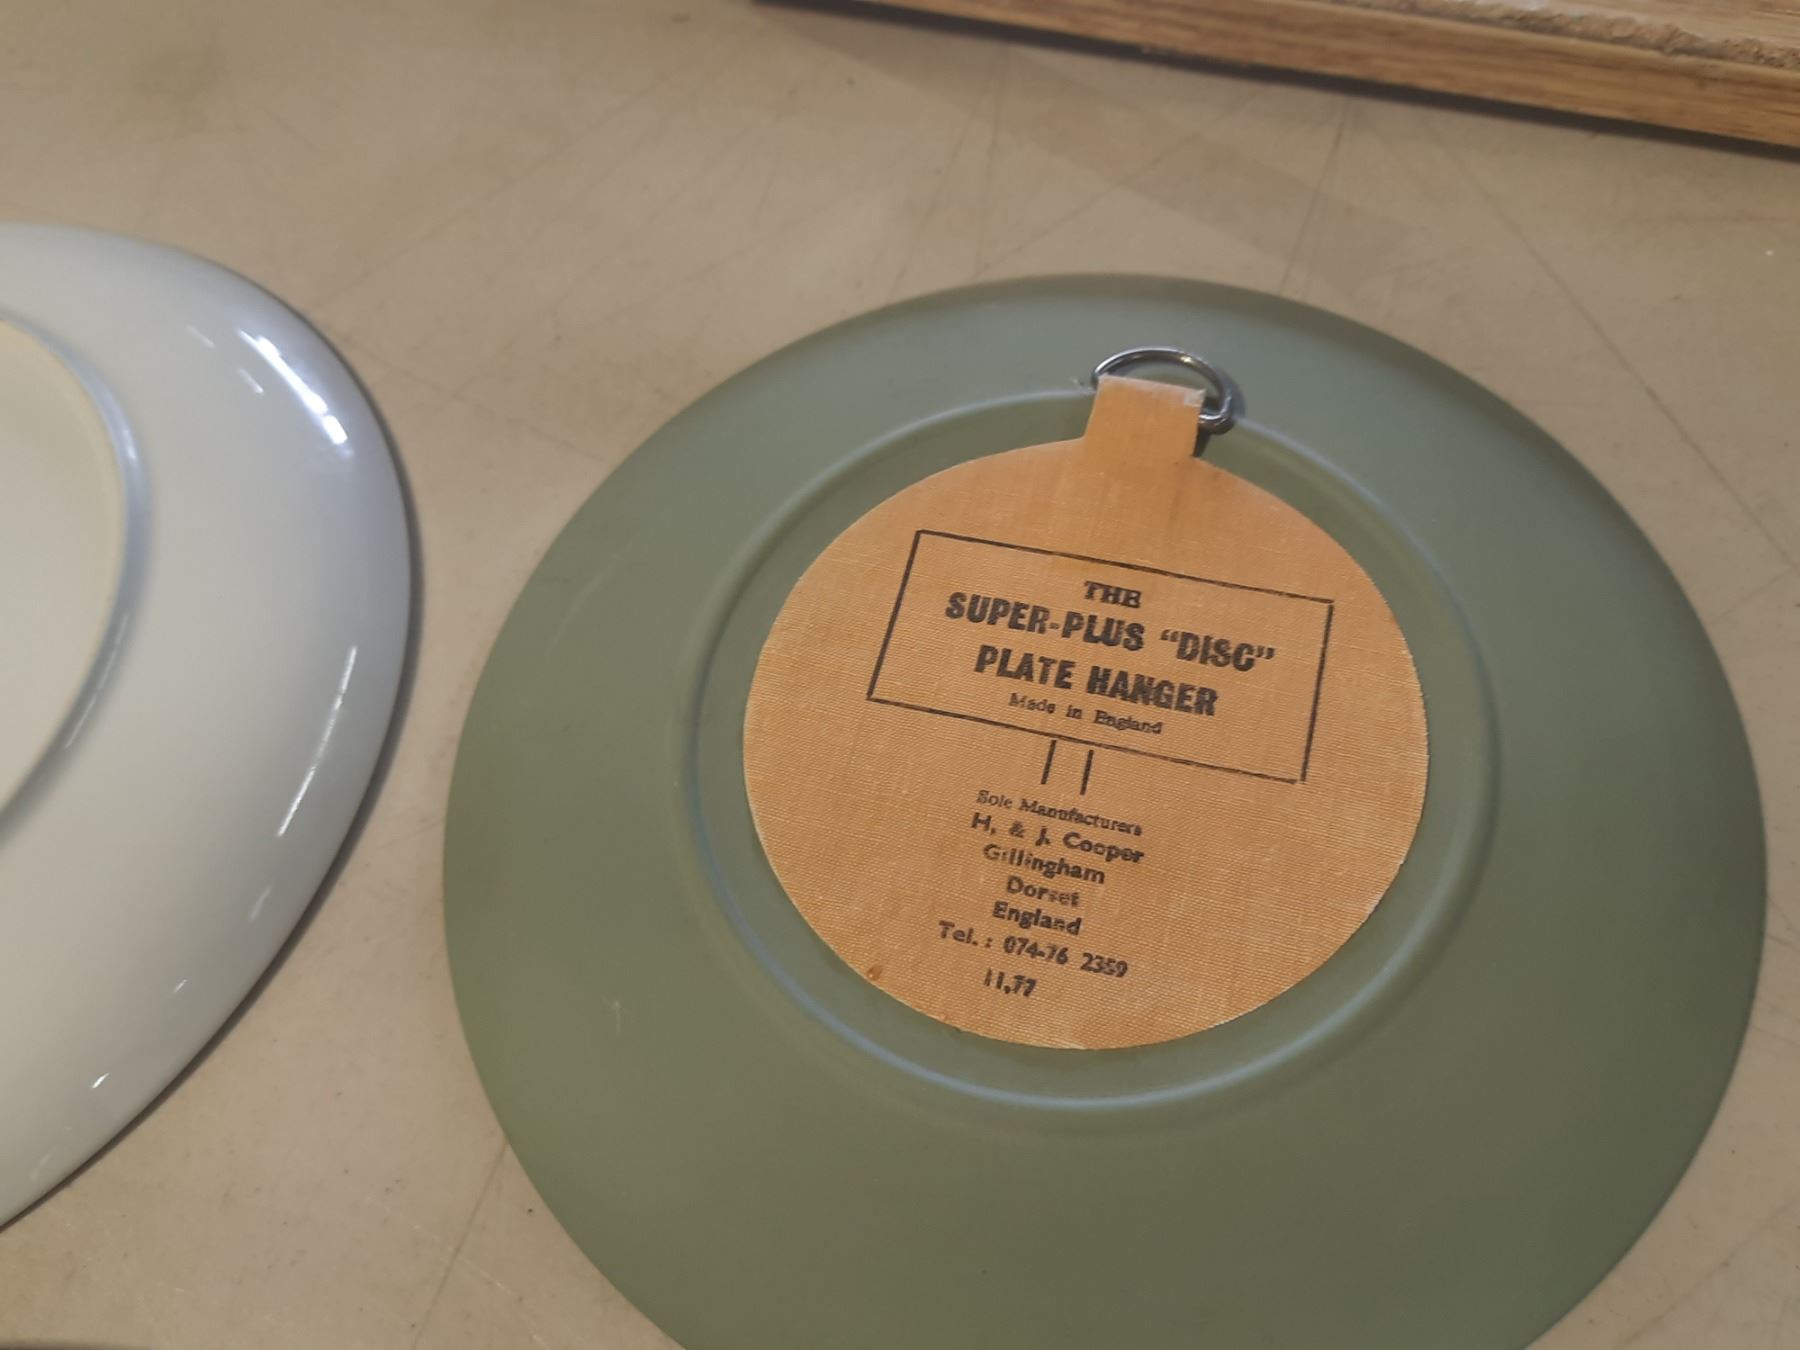 THE
SUPER-PLUS “DISC”
PLATE HANGER
Made in England
Sole Manufacturers
H. & J. Cooper
Gillingham
Dorset
England
Tel.: 074-76 2359
11,77